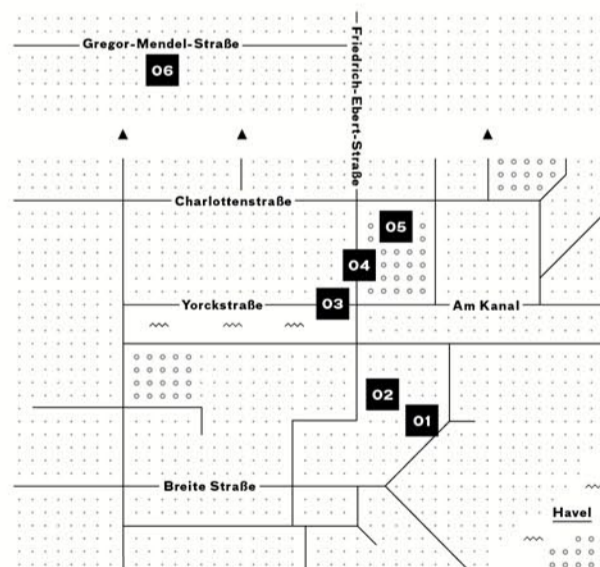 Gregor-Mendel-Straße
06
Friedrich-Ebert-Straße
Charlottenstraße
05
04
03
Yorckstraße
Am Kanal
02
01
Breite Straße
Havel